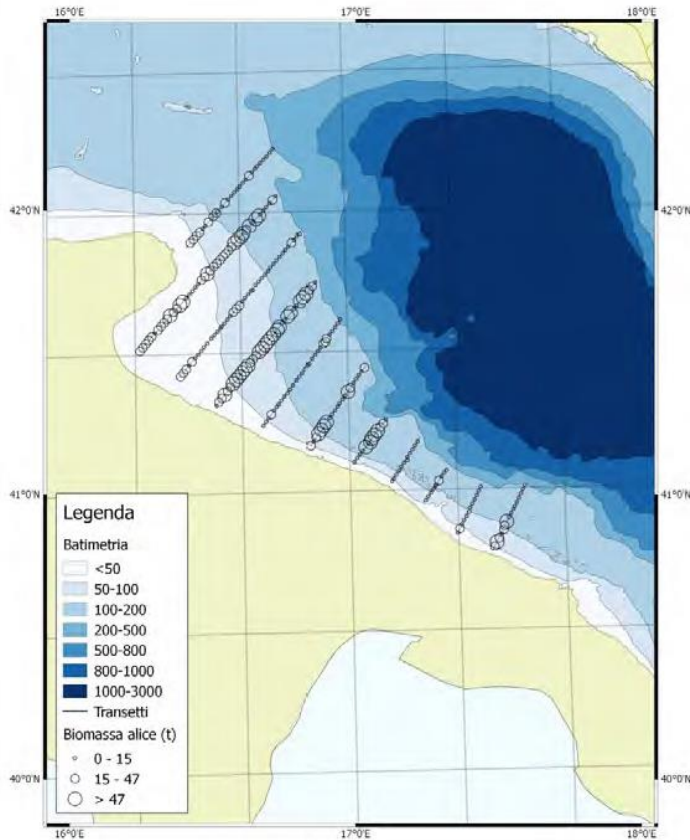 16°0'E 17°0'E 18°0'E
42°0'N 42°0'N
41°0'N 41°0'N
Legenda
Batimetria
<50
50-100
100-200
200-500
500-800
800-1000
1000-3000
Transetti
Biomassa alice (t)
0 - 15
15 - 47
> 47
40°0'N 40°0'N
16°0'E 17°0'E 18°0'E